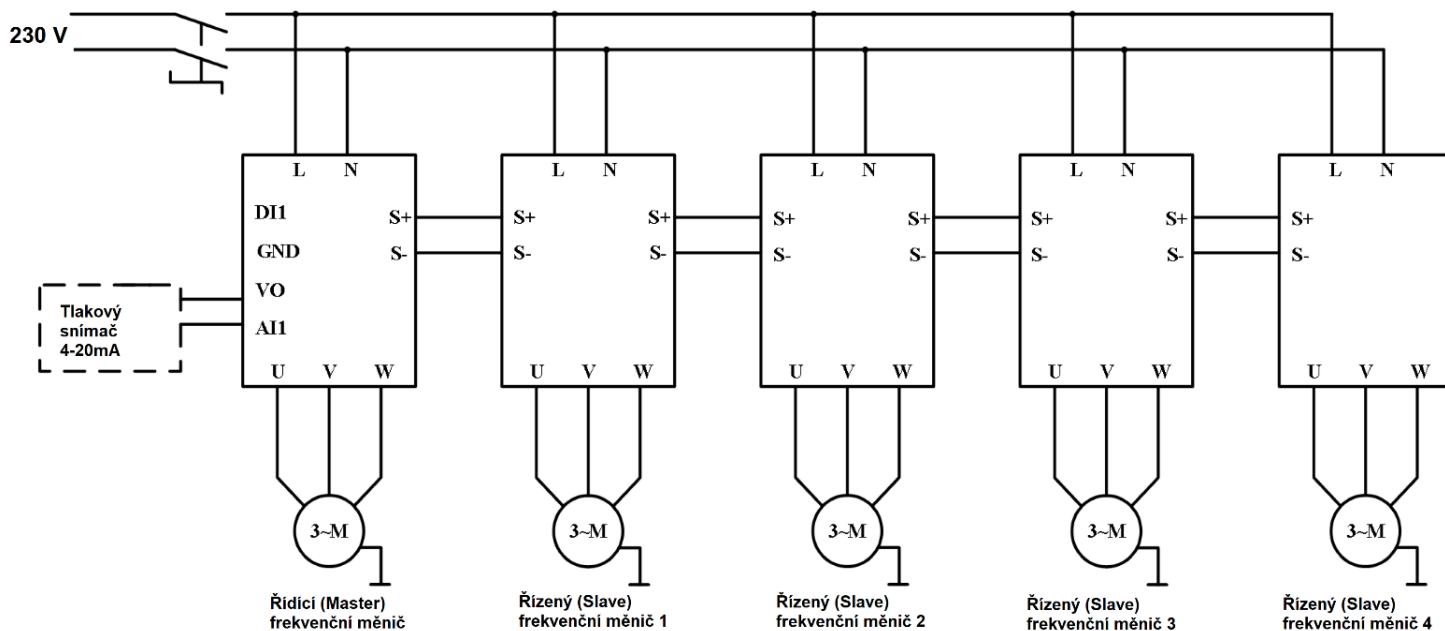 230 V
L N
L N
L N
L N
L N
DI1
GND
VO
AI1
S+
S-
S+
S-
S+
S-
S+
S-
S+
S-
S+
S-
S+
S-
S+
S-
Tlakový
snímač
4-20mA
U V W
U V W
U V W
U V W
U V W
3~M
3~M
3~M
3~M
3~M
Řídicí (Master)
frekvenční měnič
Řízený (Slave)
frekvenční měnič 1
Řízený (Slave)
frekvenční měnič 2
Řízený (Slave)
frekvenční měnič 3
Řízený (Slave)
frekvenční měnič 4